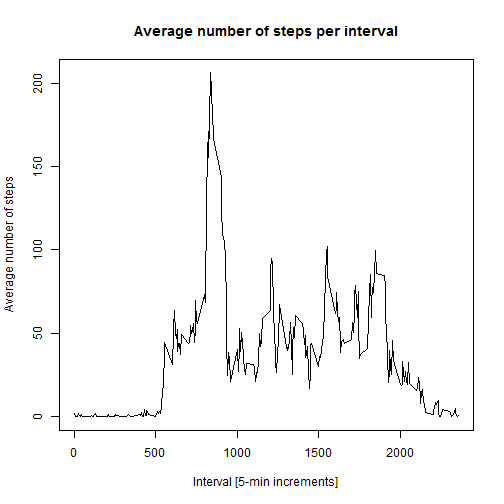 Average number of steps per interval
Average number of steps
200
150
100
50
0
0 500 1000 1500 2000
Interval [5-min increments]